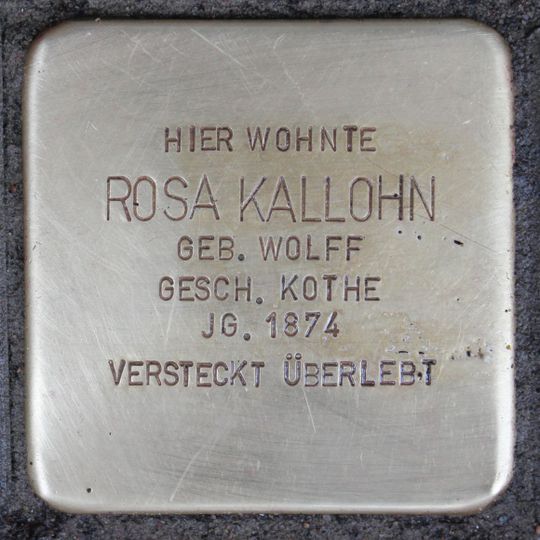 HIER WOHNTE
ROSA KALLOHN
GEB. WOLFF
GESCH. KOTHE
JG. 1874
VERSTECKT ÜBERLEBT